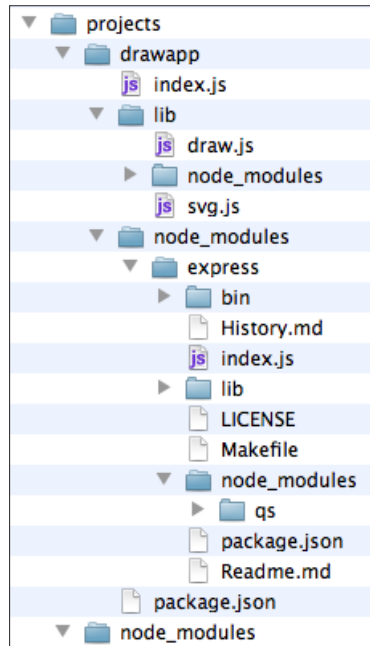 projects
drawapp
js index.js
lib
js draw.js
node_modules
js svg.js
node_modules
express
bin
History.md
js index.js
lib
LICENSE
Makefile
node_modules
qs
package.json
Readme.md
package.json
node_modules